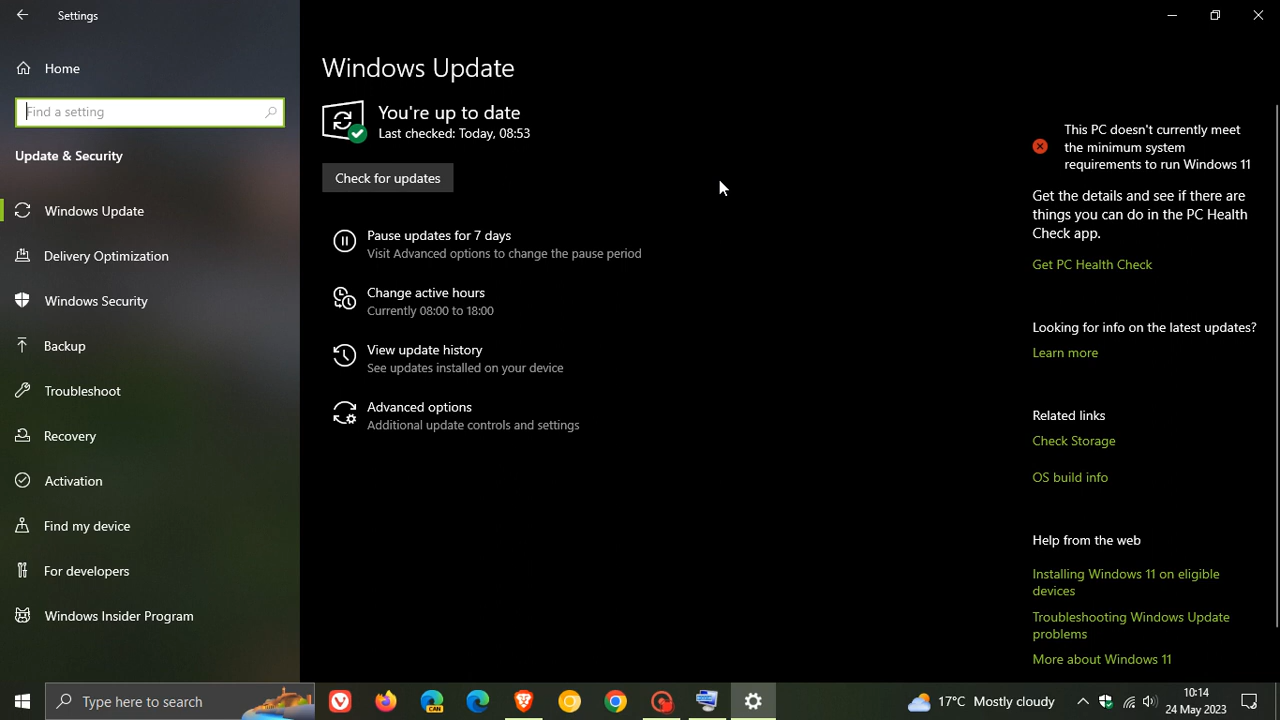 Settings
Home
Find a setting
Update & Security
Windows Update
Delivery Optimization
Windows Security
Backup
Troubleshoot
Recovery
Activation
Find my device
For developers
Windows Insider Program
Windows Update
You're up to date
Last checked: Today, 08:53
Check for updates
Pause updates for 7 days
Visit Advanced options to change the pause period
Change active hours
Currently 08:00 to 18:00
View update history
See updates installed on your device
Advanced options
Additional update controls and settings
This PC doesn't currently meet
the minimum system
requirements to run Windows 11
Get the details and see if there are
things you can do in the PC Health
Check app.
Get PC Health Check
Looking for info on the latest updates?
Learn more
Related links
Check Storage
OS build info
Help from the web
Installing Windows 11 on eligible
devices
Troubleshooting Windows Update
problems
More about Windows 11
Type here to search
CAN
17°C Mostly cloudy
10:14
24 May 2023